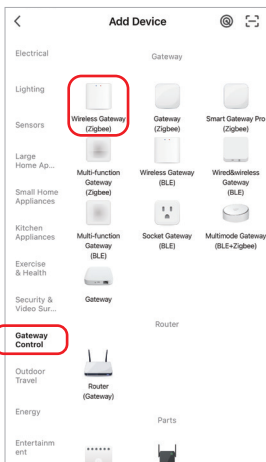 Add Device
Electrical
Lighting
Sensors
Large
Home Ap...
Small Home
Appliances
Kitchen
Appliances
Exercise
& Health
Security &
Video Sur...
Gateway
Control
Outdoor
Travel
Energy
Entertainm
ent
Gateway
Wireless Gateway
(Zigbee)
Gateway
(Zigbee)
Smart Gateway Pro
(Zigbee)
Multi-function
Gateway
(Zigbee)
Wireless Gateway
(BLE)
Wired&wireless
Gateway
(BLE)
Multi-function
Gateway
(BLE)
Socket Gateway
(BLE)
Multimode Gateway
(BLE+Zigbee)
Gateway
Router
Router
(Gateway)
Parts